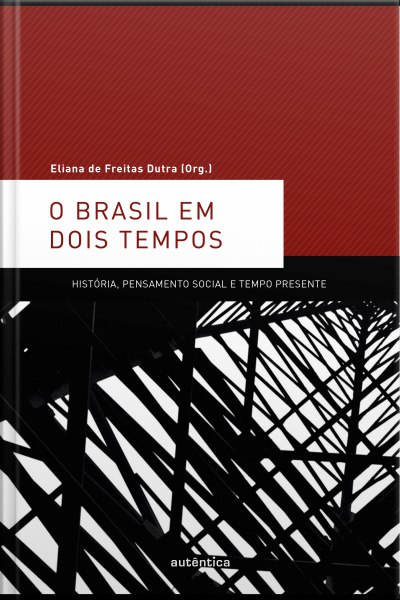 Eliana de Freitas Dutra (Org.)
O BRASIL EM
DOIS TEMPOS
HISTÓRIA, PENSAMENTO SOCIAL E TEMPO PRESENTE
autêntica